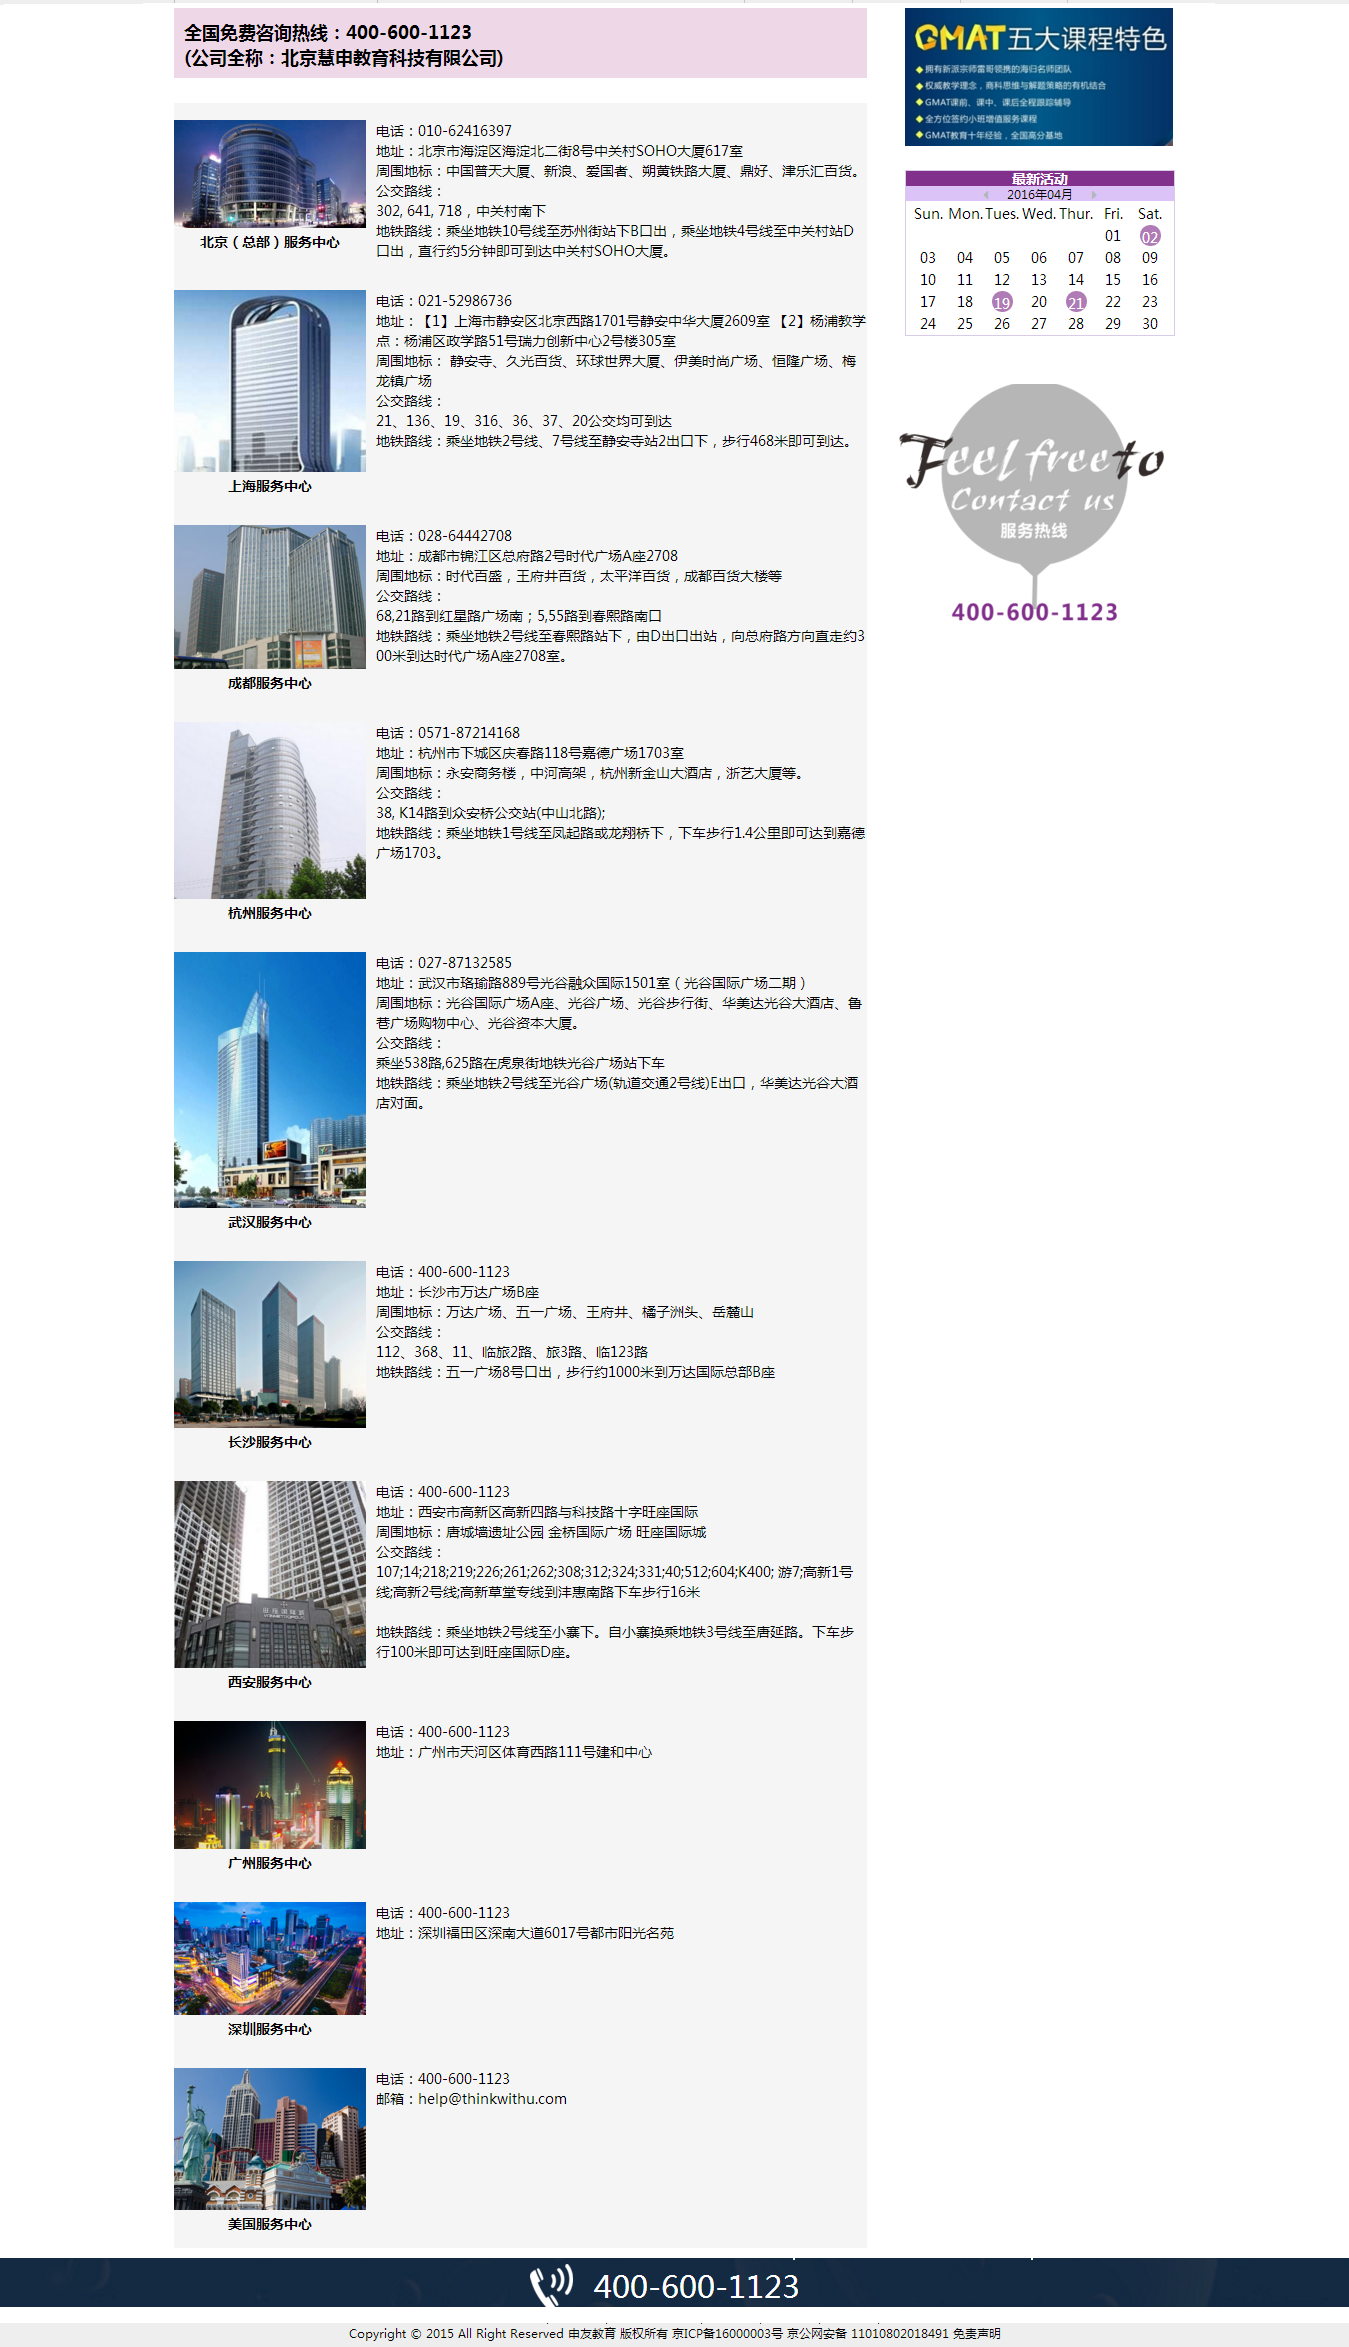 全国免费咨询热线：400-600-1123
(公司全称：北京慧申教育科技有限公司)
电话：010-62416397
地址：北京市海淀区海淀北二街8号中关村SOHO大厦617室
周围地标：中国普天大厦、新浪、爱国者、朔黄铁路大厦、鼎好、津乐汇百货。
公交路线：
302, 641, 718，中关村南下
地铁路线：乘坐地铁10号线至苏州街站下B口出，乘坐地铁4号线至中关村站D
口出，直行约5分钟即可到达中关村SOHO大厦。
北京（总部）服务中心
电话：021-52986736
地址：【1】上海市静安区北京西路1701号静安中华大厦2609室 【2】杨浦教学
点：杨浦区政学路51号瑞力创新中心2号楼305室
周围地标： 静安寺、久光百货、环球世界大厦、伊美时尚广场、恒隆广场、梅
龙镇广场
公交路线：
21、136、19、316、36、37、20公交均可到达
地铁路线：乘坐地铁2号线、7号线至静安寺站2出口下，步行468米即可到达。
上海服务中心
电话：028-64442708
地址：成都市锦江区总府路2号时代广场A座2708
周围地标：时代百盛，王府井百货，太平洋百货，成都百货大楼等
公交路线：
68,21路到红星路广场南；5,55路到春熙路南口
地铁路线：乘坐地铁2号线至春熙路站下，由D出口出站，向总府路方向直走约3
00米到达时代广场A座2708室。
成都服务中心
电话：0571-87214168
地址：杭州市下城区庆春路118号嘉德广场1703室
周围地标：永安商务楼，中河高架，杭州新金山大酒店，浙艺大厦等。
公交路线：
38, K14路到众安桥公交站(中山北路);
地铁路线：乘坐地铁1号线至凤起路或龙翔桥下，下车步行1.4公里即可达到嘉德
广场1703。
杭州服务中心
电话：027-87132585
地址：武汉市珞瑜路889号光谷融众国际1501室（光谷国际广场二期）
周围地标：光谷国际广场A座、光谷广场、光谷步行街、华美达光谷大酒店、鲁
巷广场购物中心、光谷资本大厦。
公交路线：
乘坐538路,625路在虎泉街地铁光谷广场站下车
地铁路线：乘坐地铁2号线至光谷广场(轨道交通2号线)E出口，华美达光谷大酒
店对面。
武汉服务中心
电话：400-600-1123
地址：长沙市万达广场B座
周围地标：万达广场、五一广场、王府井、橘子洲头、岳麓山
公交路线：
112、368、11、临旅2路、旅3路、临123路
地铁路线：五一广场8号口出，步行约1000米到万达国际总部B座
长沙服务中心
电话：400-600-1123
地址：西安市高新区高新四路与科技路十字旺座国际
周围地标：唐城墙遗址公园 金桥国际广场 旺座国际城
公交路线：
107;14;218;219;226;261;262;308;312;324;331;40;512;604;K400; 游7;高新1号
线;高新2号线;高新草堂专线到沣惠南路下车步行16米
地铁路线：乘坐地铁2号线至小寨下。自小寨换乘地铁3号线至唐延路。下车步
行100米即可达到旺座国际D座。
西安服务中心
电话：400-600-1123
地址：广州市天河区体育西路111号建和中心
广州服务中心
电话：400-600-1123
地址：深圳福田区深南大道6017号都市阳光名苑
深圳服务中心
电话：400-600-1123
邮箱：help@thinkwithu.com
美国服务中心
GMAT五大课程特色
拥有新派宗师雷哥领携的海归名师团队
权威教学理念，商科思维与解题策略的有机结合
GMAT课前、课中、课后全程跟踪辅导
全方位签约小班增值服务课程
GMAT教育十年经验，全国高分基地
最新活动
2016年04月
Sun. Mon. Tues. Wed. Thur. Fri. Sat.
01 02
03 04 05 06 07 08 09
10 11 12 13 14 15 16
17 18 19 20 21 22 23
24 25 26 27 28 29 30
Feel free to
Contact us
服务热线
400-600-1123
400-600-1123
Copyright © 2015 All Right Reserved 申友教育 版权所有 京ICP备16000003号 京公网安备 11010802018491 免责声明